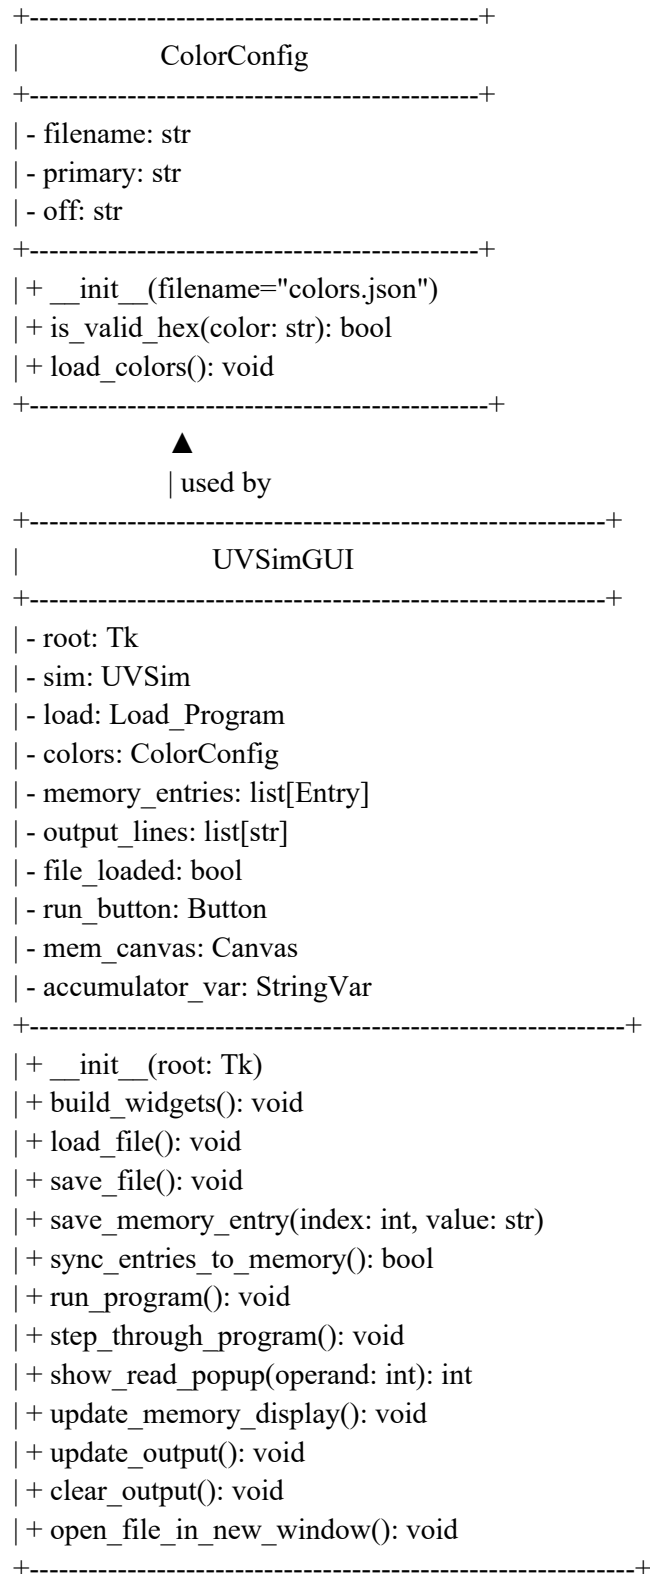 +-----------------------------------------------+
|                    ColorConfig
+-----------------------------------------------+
| - filename: str
| - primary: str
| - off: str
+-----------------------------------------------+
| + __init__(filename="colors.json")
| + is_valid_hex(color: str): bool
| + load_colors(): void
+------------------------------------------------+
▲
| used by
+------------------------------------------------------------+
|                           UVSimGUI
+------------------------------------------------------------+
| - root: Tk
| - sim: UVSim
| - load: Load_Program
| - colors: ColorConfig
| - memory_entries: list[Entry]
| - output_lines: list[str]
| - file_loaded: bool
| - run_button: Button
| - mem_canvas: Canvas
| - accumulator_var: StringVar
+--------------------------------------------------------------+
| + __init__(root: Tk)
| + build_widgets(): void
| + load_file(): void
| + save_file(): void
| + save_memory_entry(index: int, value: str)
| + sync_entries_to_memory(): bool
| + run_program(): void
| + step_through_program(): void
| + show_read_popup(operand: int): int
| + update_memory_display(): void
| + update_output(): void
| + clear_output(): void
| + open_file_in_new_window(): void
+---------------------------------------------------------------+